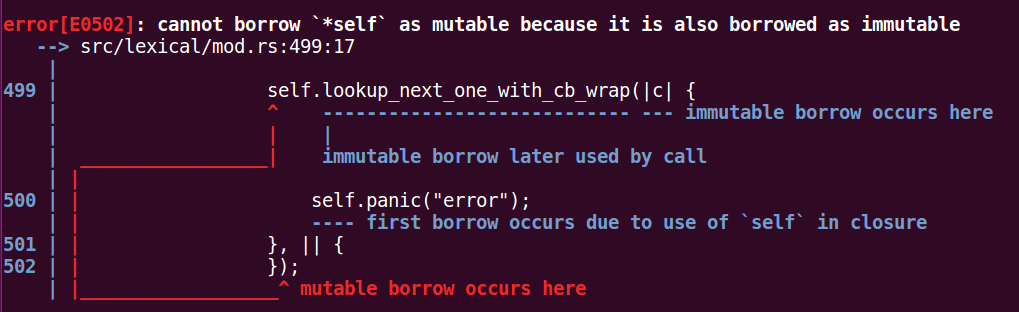 error[E0502]: cannot borrow `*self` as mutable because it is also borrowed as immutable
   --> src/lexical/mod.rs:499:17
    |
499 |                   self.lookup_next_one_with_cb_wrap(|c| {
    |                   ^    ---------------------------- --- immutable borrow occurs here
    |                   |    |
    |  _________________|    immutable borrow later used by call
    | |
500 | |                     self.panic("error");
    | |                     ---- first borrow occurs due to use of `self` in closure
501 | |                 }, || {
502 | |                 });
    | |__________________^ mutable borrow occurs here